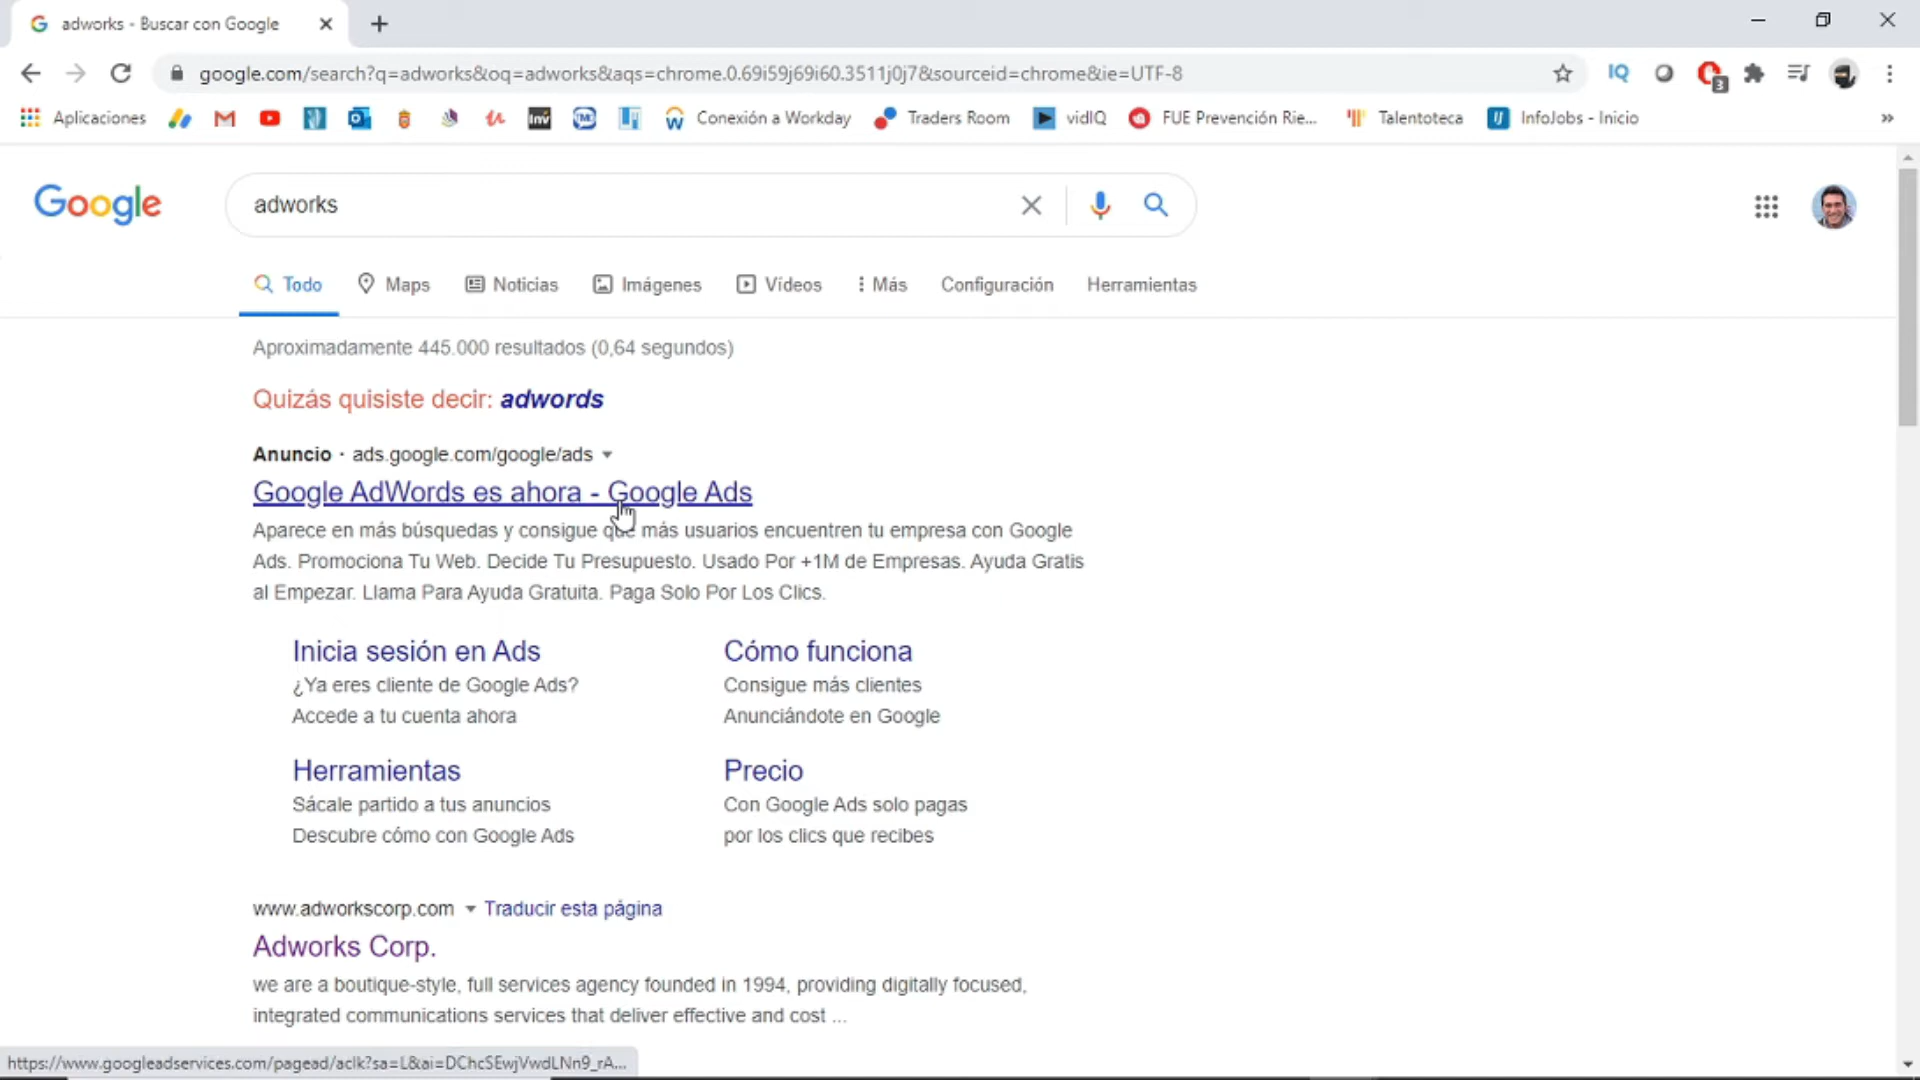 adworks - Buscar con Google
google.com/search?q=adworks&oq=adworks&aqs=chrome.0.69i59j69i60.3511j0j7&sourceid=chrome&ie=UTF-8
IQ
3
Aplicaciones
Inv
Conexión a Workday
Traders Room
vidIQ
FUE Prevención Rie...
Talentoteca
InfoJobs - Inicio
Google
adworks
Todo
Maps
Noticias
Imágenes
Vídeos
Más
Configuración
Herramientas
Aproximadamente 445.000 resultados (0,64 segundos)
Quizás quisiste decir: adwords
Anuncio · ads.google.com/google/ads
Google AdWords es ahora - Google Ads
Aparece en más búsquedas y consigue que más usuarios encuentren tu empresa con Google
Ads. Promociona Tu Web. Decide Tu Presupuesto. Usado Por +1M de Empresas. Ayuda Gratis
al Empezar. Llama Para Ayuda Gratuita. Paga Solo Por Los Clics.
Inicia sesión en Ads
¿Ya eres cliente de Google Ads?
Accede a tu cuenta ahora
Cómo funciona
Consigue más clientes
Anunciándote en Google
Herramientas
Sácale partido a tus anuncios
Descubre cómo con Google Ads
Precio
Con Google Ads solo pagas
por los clics que recibes
www.adworkscorp.com
Traducir esta página
Adworks Corp.
we are a boutique-style, full services agency founded in 1994, providing digitally focused,
integrated communications services that deliver effective and cost ...
https://www.googleadservices.com/pagead/aclk?sa=L&ai=DChcSEwjVwdLNn9_rA...